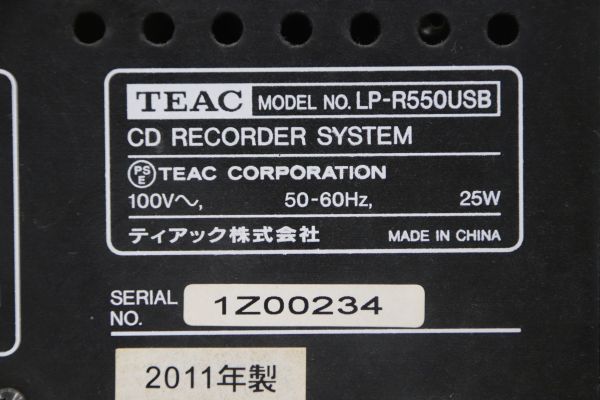 TEAC MODEL NO. LP-R550USB
CD RECORDER SYSTEM
PSE TEAC CORPORATION
100V～, 50-60Hz, 25W
ティアック株式会社 MADE IN CHINA
SERIAL NO. 1Z00234
2011年製